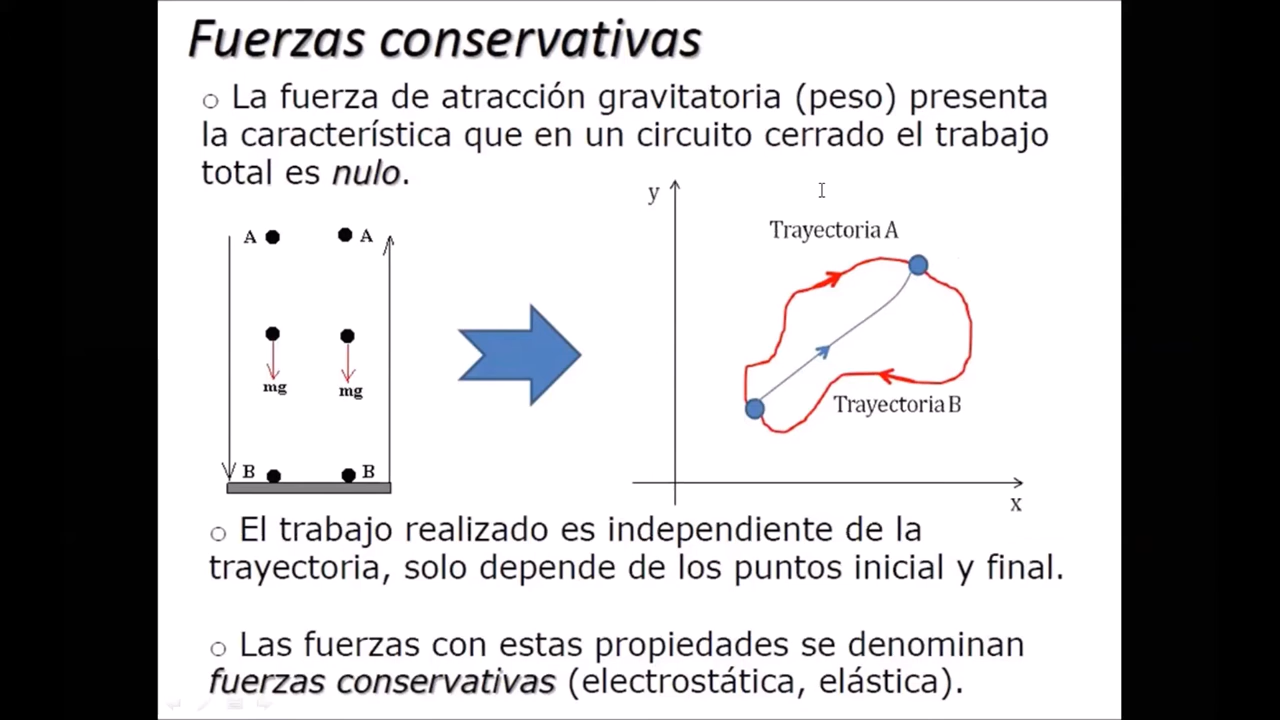 Fuerzas conservativas
o La fuerza de atracción gravitatoria (peso) presenta
la característica que en un circuito cerrado el trabajo
total es nulo.
A A
mg mg
B B
y
Trayectoria A
Trayectoria B
x
o El trabajo realizado es independiente de la
trayectoria, solo depende de los puntos inicial y final.
o Las fuerzas con estas propiedades se denominan
fuerzas conservativas (electrostática, elástica).